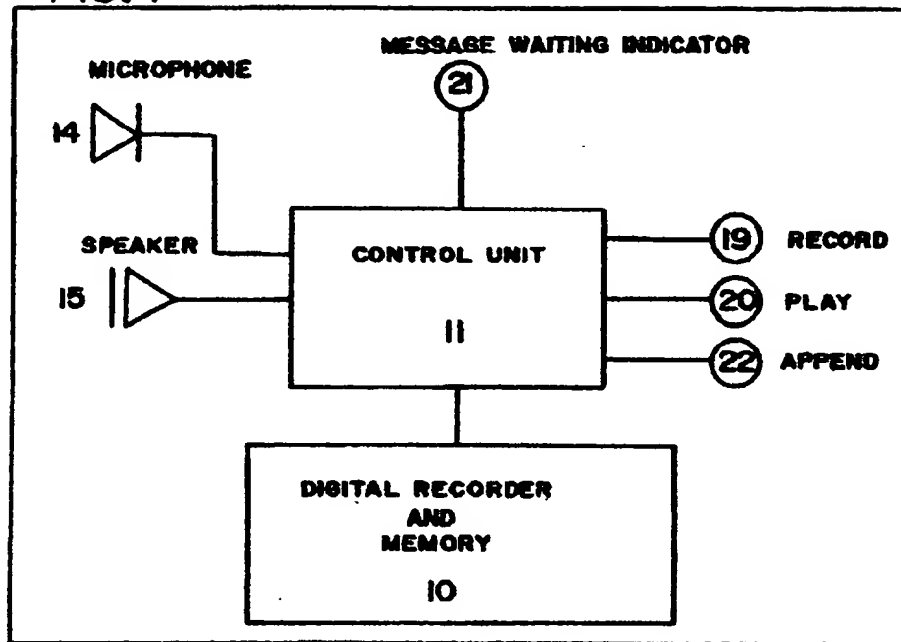 MESSAGE WAITING INDICATOR
21
MICROPHONE
14
SPEAKER
15
CONTROL UNIT
11
19 RECORD
20 PLAY
22 APPEND
DIGITAL RECORDER
AND
MEMORY
10